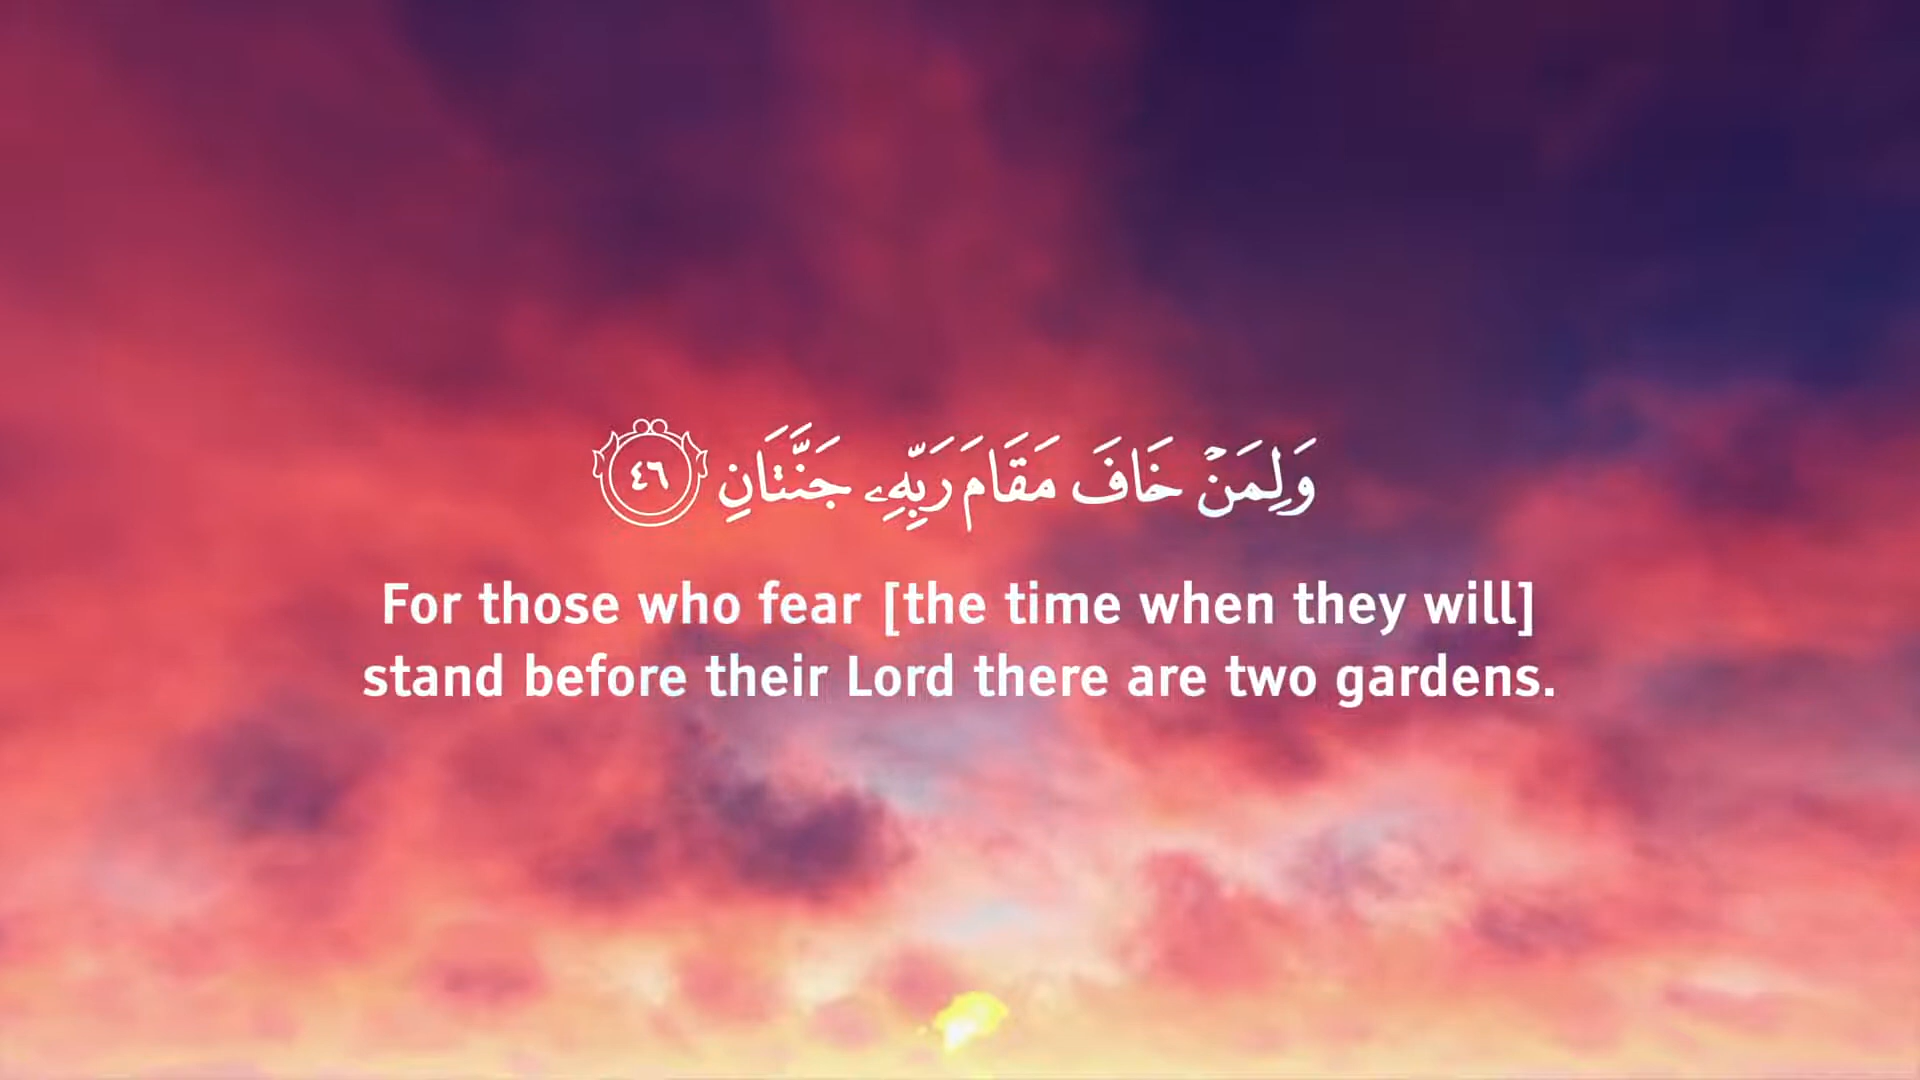 وَلِمَنْ خَافَ مَقَامَ رَبِّهِۦ جَنَّتَانِ ٤٦
For those who fear [the time when they will]
stand before their Lord there are two gardens.